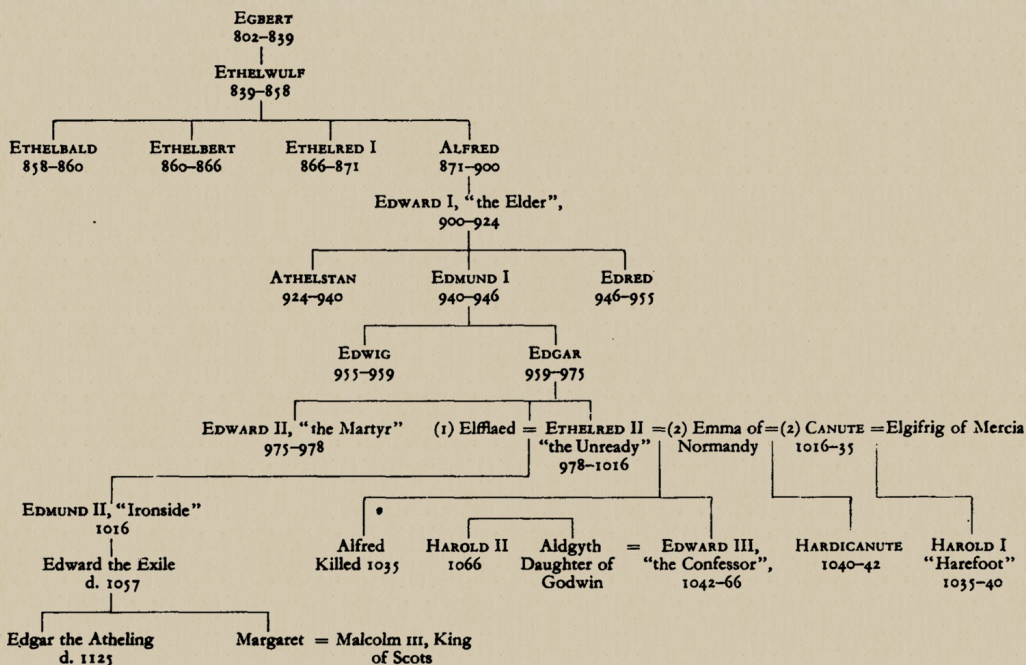 EGBERT
802–839
ETHELWULF
839–858
ETHELBALD
858–860
ETHELBERT
860–866
ETHELRED I
866–871
ALFRED
871–900
EDWARD I, “the Elder”,
900–924
ATHELSTAN
924–940
EDMUND I
940–946
EDRED
946–955
EDWIG
955–959
EDGAR
959–975
EDWARD II, “the Martyr”
975–978
(1) Elfflaed = ETHELRED II =(2) Emma of=(2) CANUTE =Elgifrig of Mercia
“the Unready” Normandy 1016–35
978–1016
EDMUND II, “Ironside”
1016
Alfred
Killed 1035
HAROLD II
1066
Aldgyth = EDWARD III,
Daughter of “the Confessor”,
Godwin 1042–66
HARDICANUTE
1040–42
HAROLD I
“Harefoot”
1035–40
Edward the Exile
d. 1057
Edgar the Atheling
d. 1125
Margaret = Malcolm III, King
of Scots